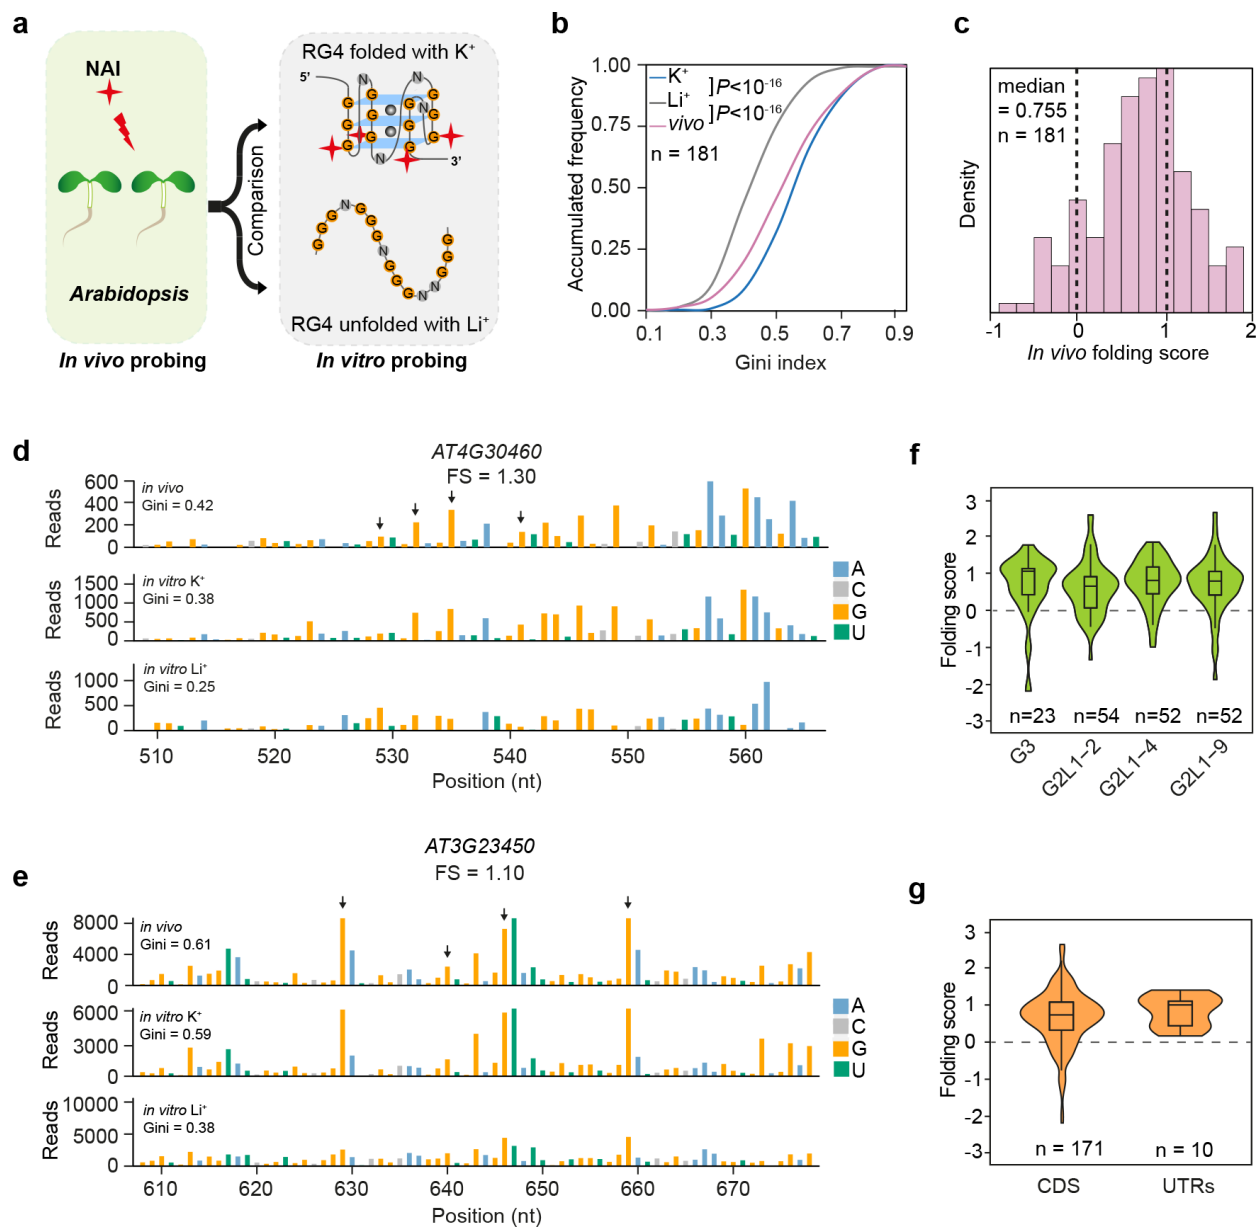 a
NAI
Arabidopsis
In vivo probing
Comparison
RG4 folded with K⁺
5'
N
N
G
G
G
G
G
G
G
G
N
G
G
G
G
N
3'
G
G
G
N
G
G
G
N
G
G
G
N
N
G
G
G
RG4 unfolded with Li⁺
In vitro probing
b
Accumulated frequency
1.00
0.75
0.50
0.25
0.00
K⁺
Li⁺
vivo
]P<10⁻¹⁶
]P<10⁻¹⁶
n = 181
0.1 0.3 0.5 0.7 0.9
Gini index
c
Density
median
= 0.755
n = 181
-1 0 1 2
In vivo folding score
d
AT4G30460
FS = 1.30
Reads
600
400
200
0
in vivo
Gini = 0.42
Reads
1500
1000
500
0
in vitro K⁺
Gini = 0.38
Reads
1000
500
0
in vitro Li⁺
Gini = 0.25
A
C
G
U
510 520 530 540 550 560
Position (nt)
e
AT3G23450
FS = 1.10
Reads
8000
4000
0
in vivo
Gini = 0.61
Reads
6000
3000
0
in vitro K⁺
Gini = 0.59
Reads
10000
5000
0
in vitro Li⁺
Gini = 0.38
A
C
G
U
610 620 630 640 650 660 670
Position (nt)
f
Folding score
3
2
1
0
-1
-2
-3
n=23 n=54 n=52 n=52
G3 G2L1−2 G2L1−4 G2L1−9
g
Folding score
3
2
1
0
-1
-2
-3
n = 171 n = 10
CDS UTRs